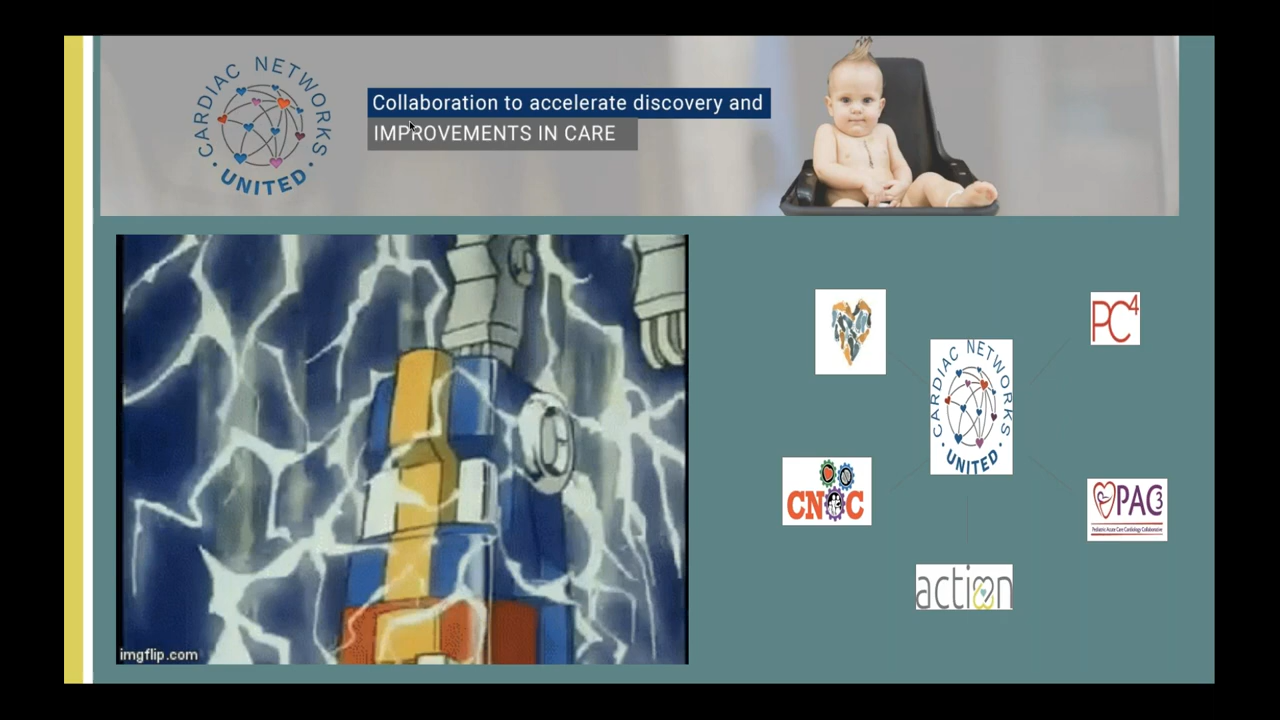 CARDIAC NETWORKS
• UNITED •
Collaboration to accelerate discovery and
IMPROVEMENTS IN CARE
imgflip.com
PC4
CARDIAC NETWORKS
• UNITED •
CNOC
PAC3
Pediatric Acute Care Cardiology Collaborative
action